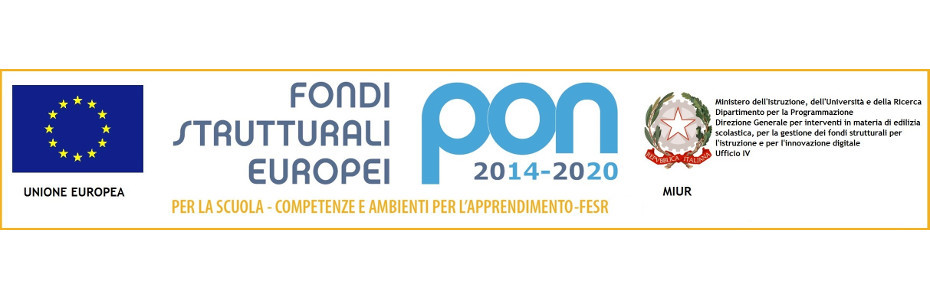 UNIONE EUROPEA
FONDI
STRUTTURALI
EUROPEI
pon
2014-2020
PER LA SCUOLA - COMPETENZE E AMBIENTI PER L'APPRENDIMENTO-FESR
REPVBBLICA ITALIANA
MIUR
Ministero dell'Istruzione, dell'Università e della Ricerca
Dipartimento per la Programmazione
Direzione Generale per interventi in materia di edilizia
scolastica, per la gestione dei fondi strutturali per
l'istruzione e per l'innovazione digitale
Ufficio IV